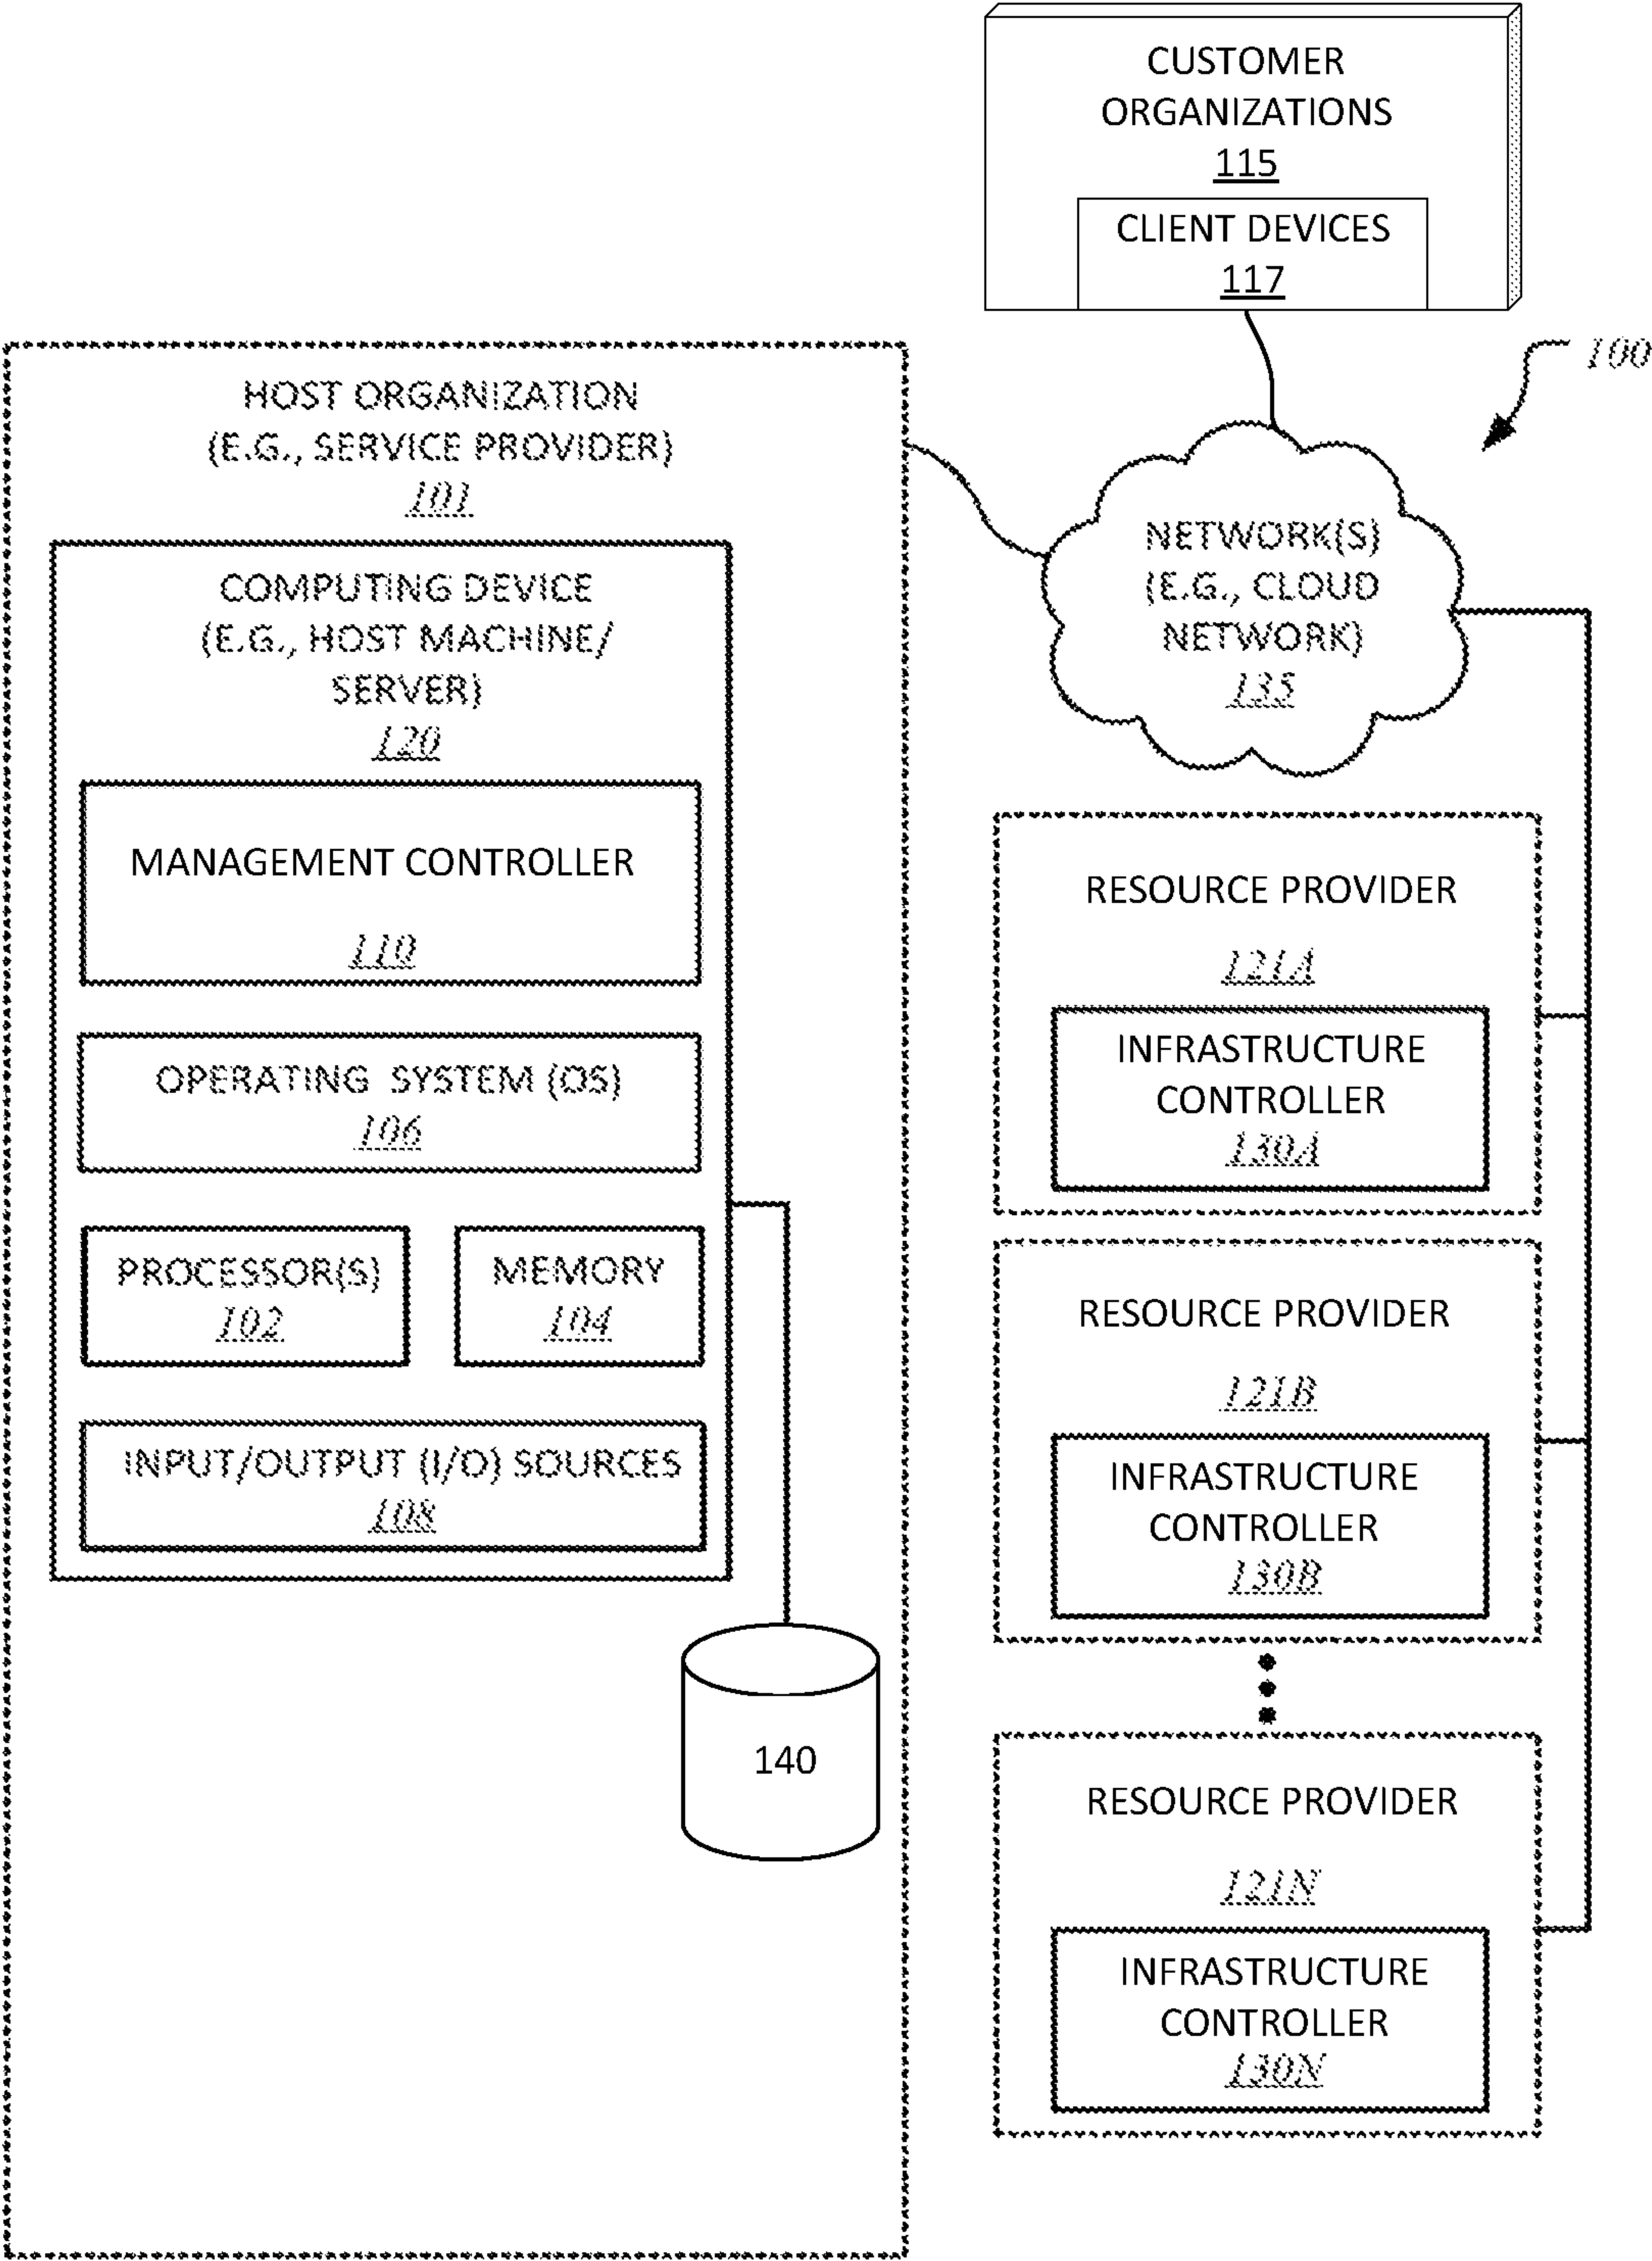 CUSTOMER
ORGANIZATIONS
115
CLIENT DEVICES
117
100
HOST ORGANIZATION
(E.G., SERVICE PROVIDER)
101
COMPUTING DEVICE
(E.G., HOST MACHINE/
SERVER)
120
MANAGEMENT CONTROLLER
110
OPERATING SYSTEM (OS)
106
PROCESSOR(S)
102
MEMORY
104
INPUT/OUTPUT (I/O) SOURCES
108
140
NETWORK(S)
(E.G., CLOUD
NETWORK)
135
RESOURCE PROVIDER
121A
INFRASTRUCTURE
CONTROLLER
130A
RESOURCE PROVIDER
121B
INFRASTRUCTURE
CONTROLLER
130B
RESOURCE PROVIDER
121N
INFRASTRUCTURE
CONTROLLER
130N